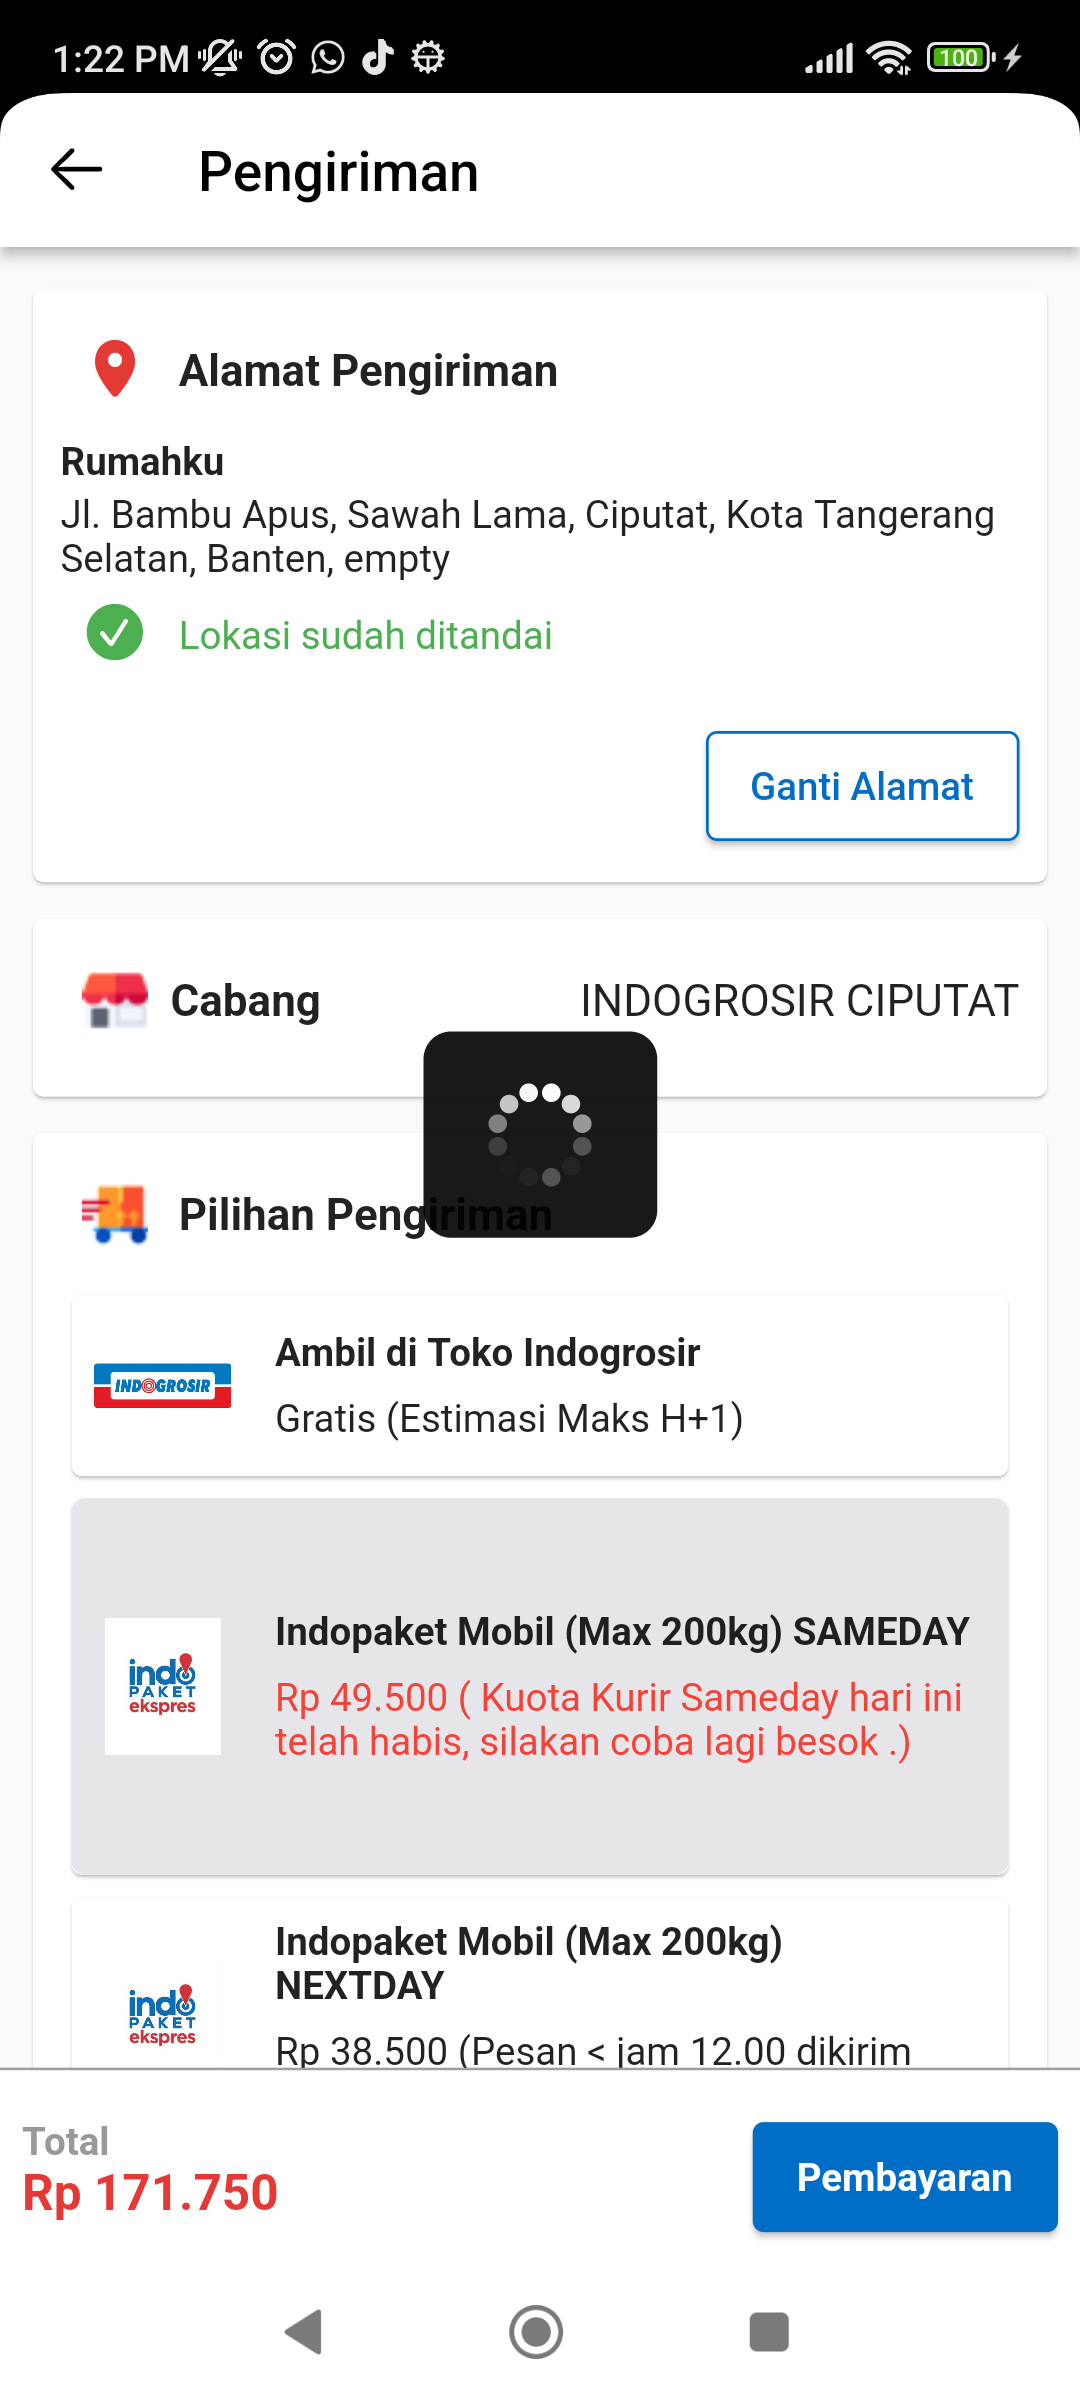 1:22 PM
100
Pengiriman
Alamat Pengiriman
Rumahku
Jl. Bambu Apus, Sawah Lama, Ciputat, Kota Tangerang
Selatan, Banten, empty
Lokasi sudah ditandai
Ganti Alamat
Cabang
INDOGROSIR CIPUTAT
Pilihan Pengiriman
INDOGROSIR
Ambil di Toko Indogrosir
Gratis (Estimasi Maks H+1)
indo
PAKET
ekspres
Indopaket Mobil (Max 200kg) SAMEDAY
Rp 49.500 ( Kuota Kurir Sameday hari ini
telah habis, silakan coba lagi besok .)
indo
PAKET
ekspres
Indopaket Mobil (Max 200kg)
NEXTDAY
Rp 38.500 (Pesan < jam 12.00 dikirim
Total
Rp 171.750
Pembayaran